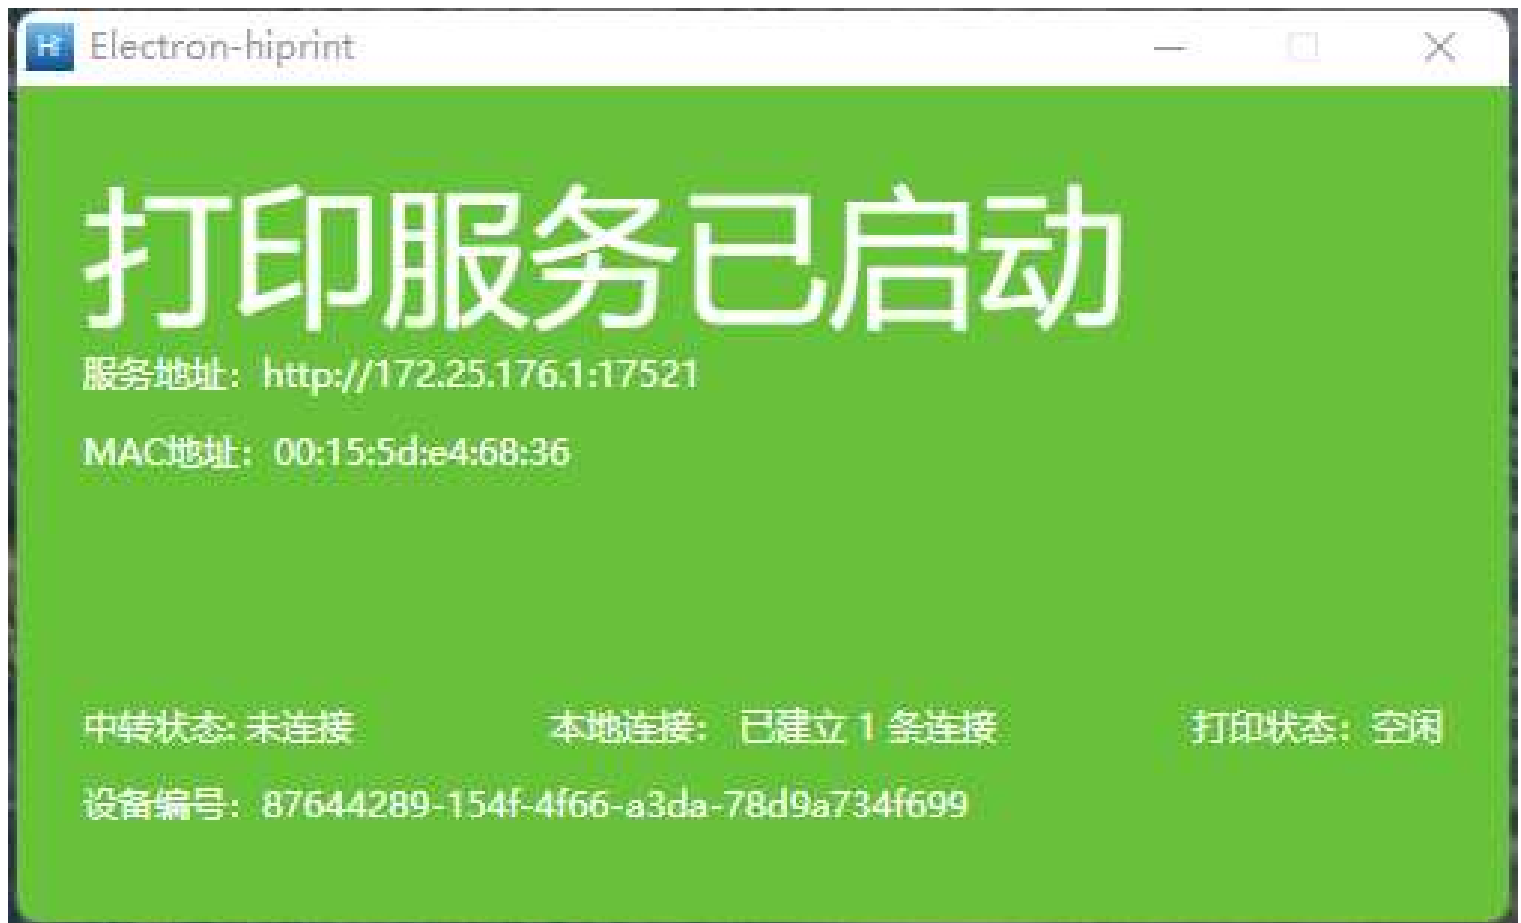 Electron-hiprint
打印服务已启动
服务地址：http://172.25.176.1:17521
MAC地址：00:15:5d:e4:68:36
中转状态: 未连接 本地连接： 已建立 1 条连接 打印状态：空闲
设备编号：87644289-154f-4f66-a3da-78d9a734f699